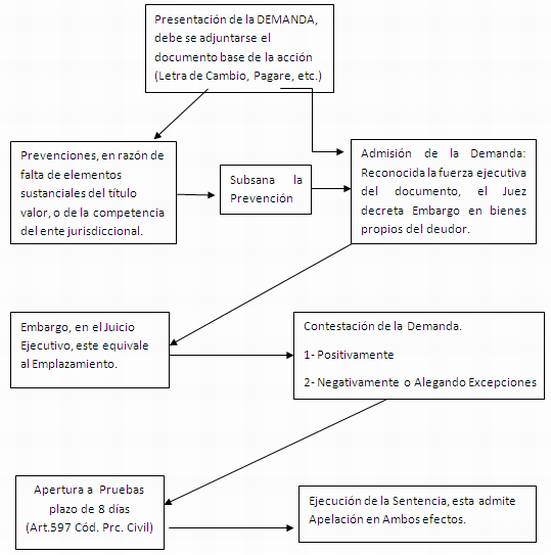 Presentación de la DEMANDA,
debe se adjuntarse el
documento base de la acción
(Letra de Cambio, Pagare, etc.)
Prevenciones, en razón de
falta de elementos
sustanciales del título
valor, o de la competencia
del ente jurisdiccional.
Subsana la
Prevención
Admisión de la Demanda:
Reconocida la fuerza ejecutiva
del documento, el Juez
decreta Embargo en bienes
propios del deudor.
Embargo, en el Juicio
Ejecutivo, este equivale
al Emplazamiento.
Contestación de la Demanda.
1- Positivamente
2- Negativamente o Alegando Excepciones
Apertura a Pruebas
plazo de 8 días
(Art.597 Cód. Prc. Civil)
Ejecución de la Sentencia, esta admite
Apelación en Ambos efectos.